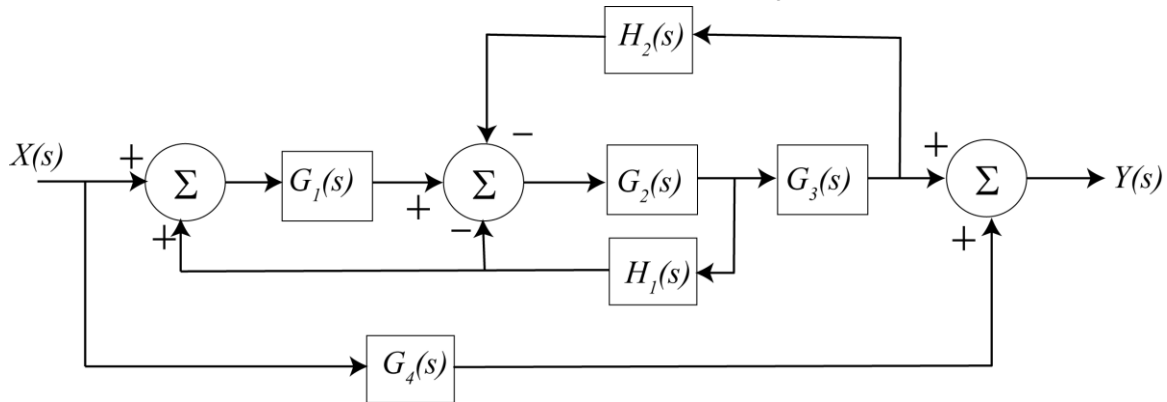 H₂(s)
X(s) + Σ G₁(s) + − Σ G₂(s) G₃(s) + Σ Y(s)
+ − H₁(s) +
G₄(s)